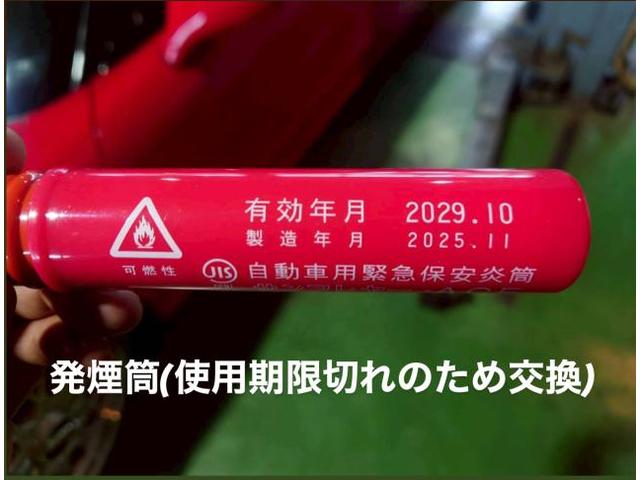 有効年月 2029.10
製造年月 2025.11
可燃性
JIS 自動車用緊急保安炎筒
発煙筒(使用期限切れのため交換)